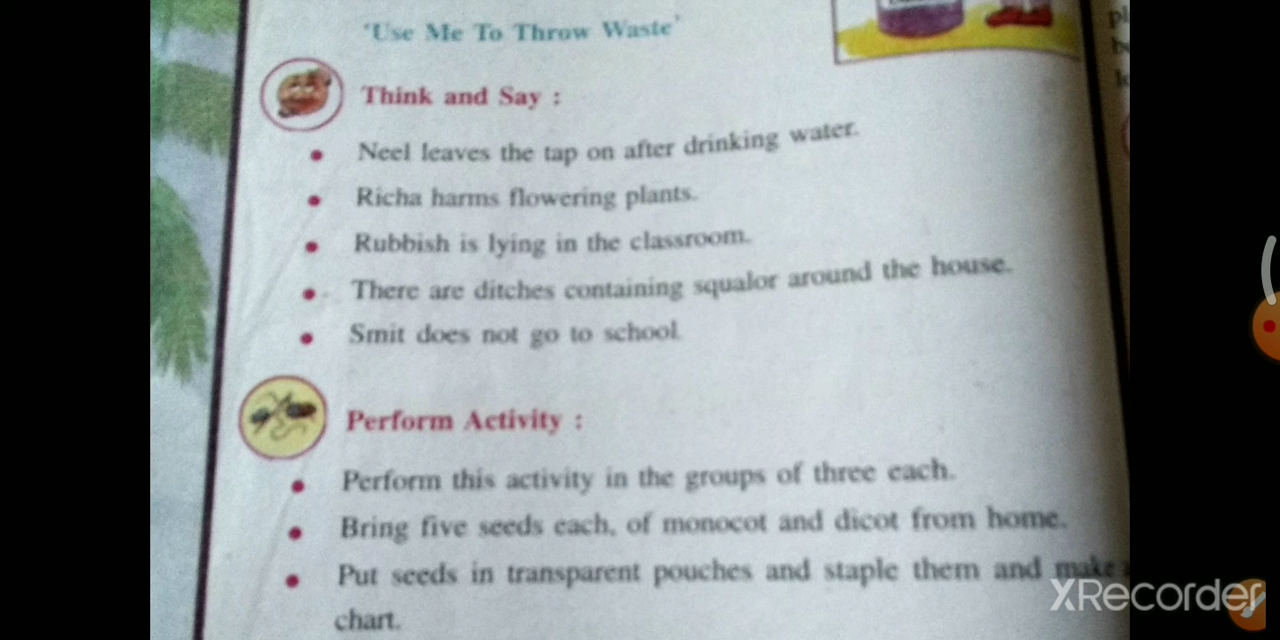 'Use Me To Throw Waste'
Think and Say :
• Neel leaves the tap on after drinking water.
• Richa harms flowering plants.
• Rubbish is lying in the classroom.
• There are ditches containing squalor around the house.
• Smit does not go to school.
Perform Activity :
• Perform this activity in the groups of three each.
• Bring five seeds each, of monocot and dicot from home.
• Put seeds in transparent pouches and staple them and make
chart.
XRecorder